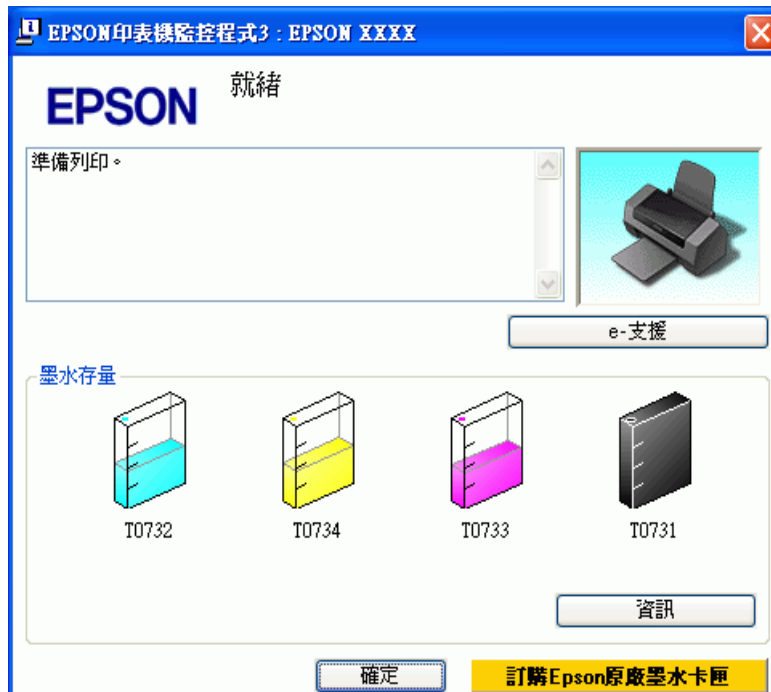 EPSON印表機監控程式3 : EPSON XXXX
EPSON
就緒
準備列印。
e-支援
墨水存量
T0732
T0734
T0733
T0731
資訊
確定
訂購Epson原廠墨水卡匣